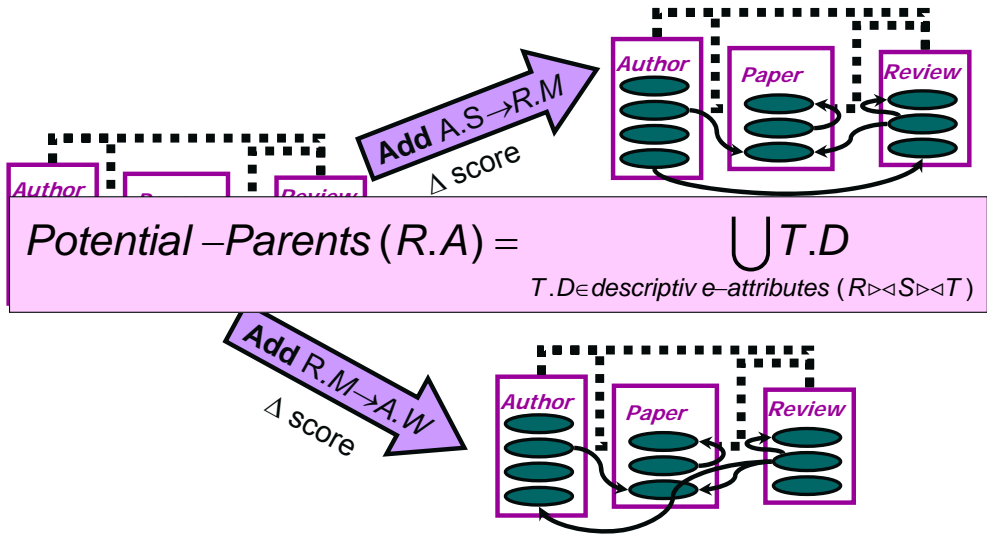 Author
Paper
Review
Add A.S→R.M
Δ score
Author
Review
Potential –Parents (R.A) = ⋃ T.D
T.D∈descriptiv e–attributes (R▷◁S▷◁T)
Add R.M→A.W
Δ score
Author
Paper
Review